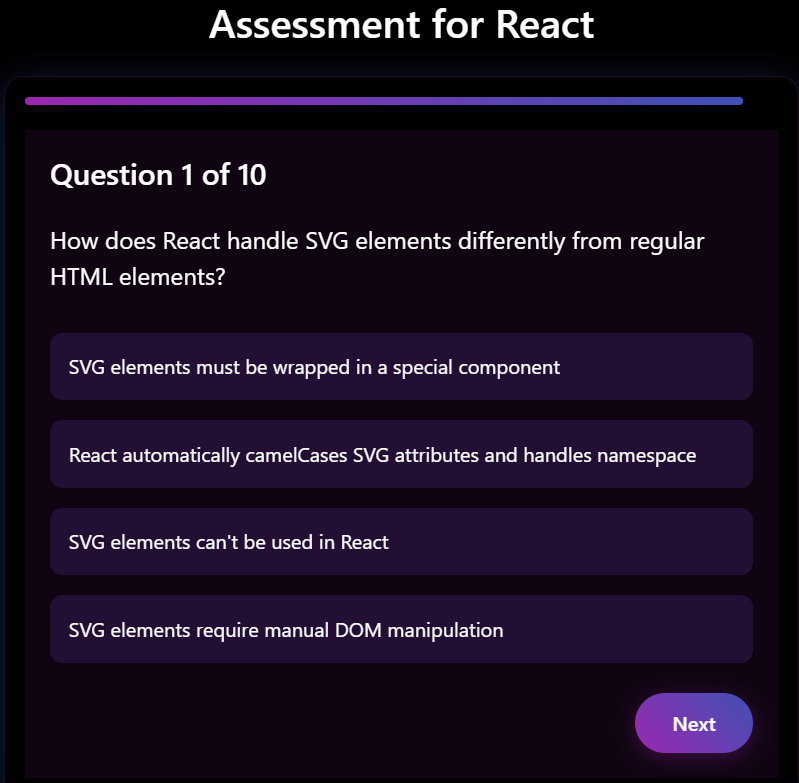 Assessment for React
Question 1 of 10
How does React handle SVG elements differently from regular
HTML elements?
SVG elements must be wrapped in a special component
React automatically camelCases SVG attributes and handles namespace
SVG elements can't be used in React
SVG elements require manual DOM manipulation
Next